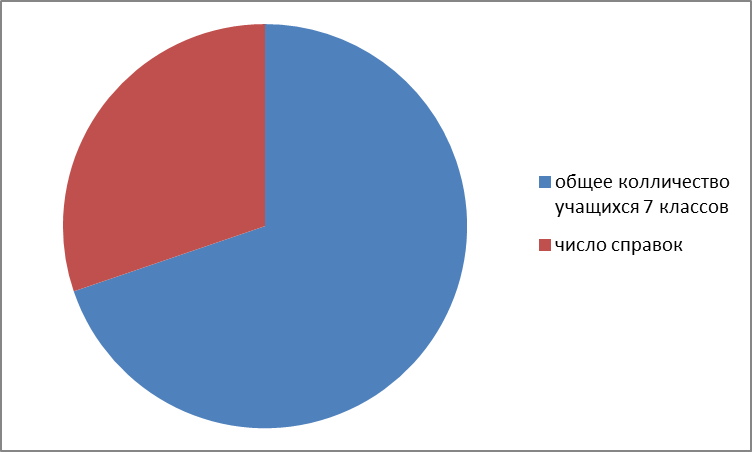 общее колличество
учащихся 7 классов
число справок